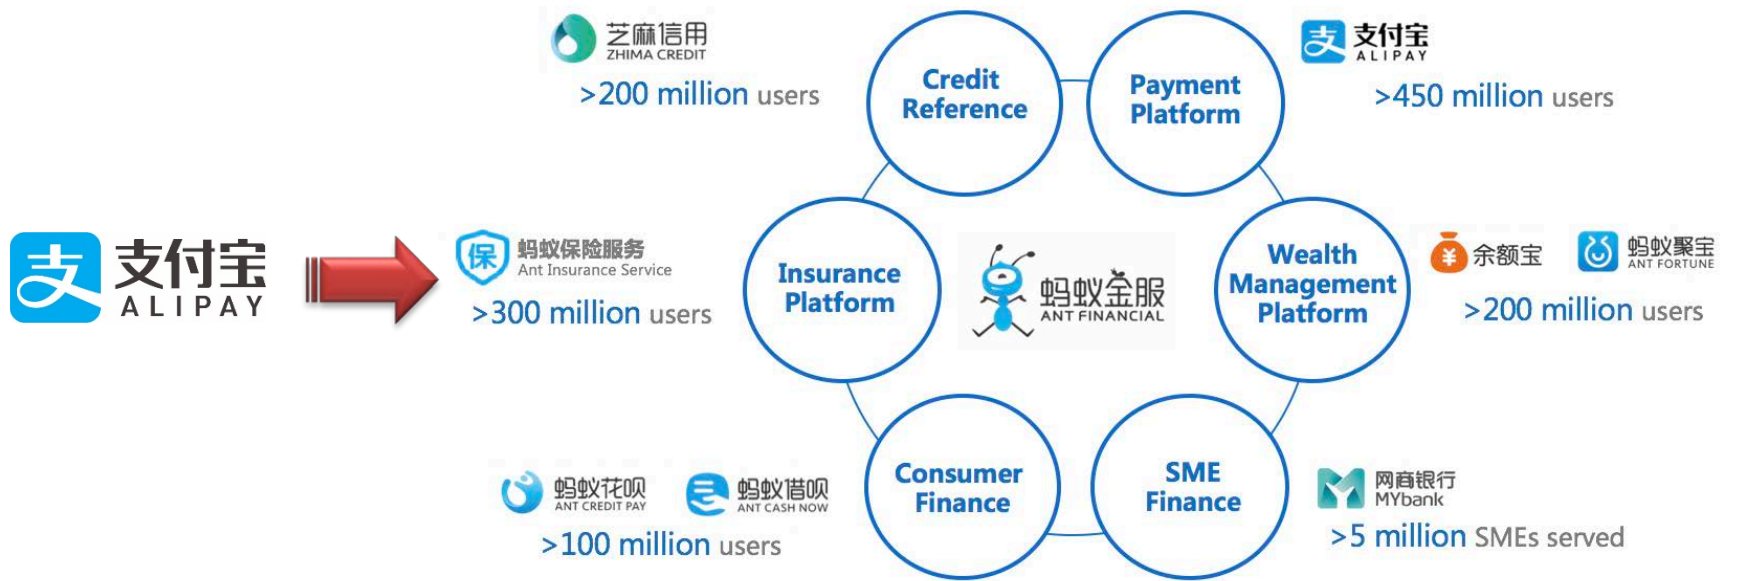 支付宝
ALIPAY
芝麻信用
ZHIMA CREDIT
>200 million users
Credit
Reference
Payment
Platform
支付宝
ALIPAY
>450 million users
保
蚂蚁保险服务
Ant Insurance Service
>300 million users
Insurance
Platform
蚂蚁金服
ANT FINANCIAL
Wealth
Management
Platform
余额宝
蚂蚁聚宝
ANT FORTUNE
>200 million users
蚂蚁花呗
ANT CREDIT PAY
蚂蚁借呗
ANT CASH NOW
>100 million users
Consumer
Finance
SME
Finance
网商银行
MYbank
>5 million SMEs served